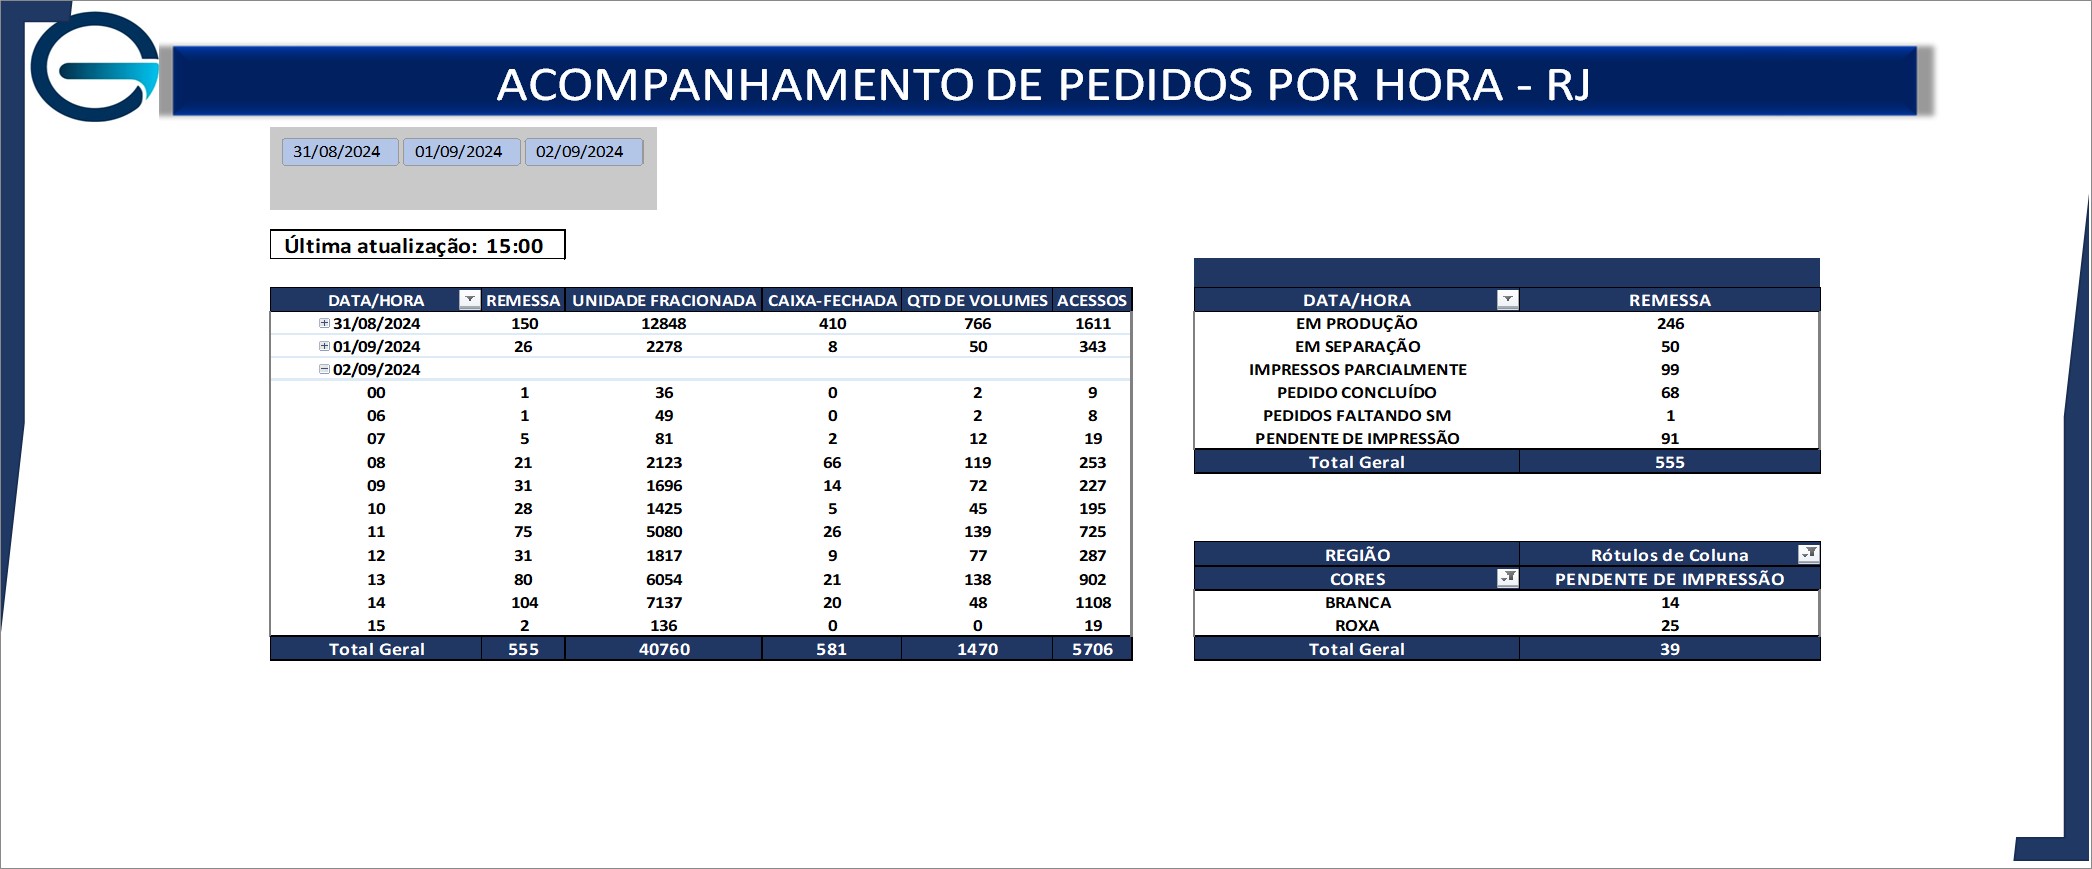 ACOMPANHAMENTO DE PEDIDOS POR HORA - RJ
31/08/2024 01/09/2024 02/09/2024
Última atualização: 15:00
DATA/HORA REMESSA UNIDADE FRACIONADA CAIXA-FECHADA QTD DE VOLUMES ACESSOS
31/08/2024 150 12848 410 766 1611
01/09/2024 26 2278 8 50 343
02/09/2024
00 1 36 0 2 9
06 1 49 0 2 8
07 5 81 2 12 19
08 21 2123 66 119 253
09 31 1696 14 72 227
10 28 1425 5 45 195
11 75 5080 26 139 725
12 31 1817 9 77 287
13 80 6054 21 138 902
14 104 7137 20 48 1108
15 2 136 0 0 19
Total Geral 555 40760 581 1470 5706
DATA/HORA REMESSA
EM PRODUÇÃO 246
EM SEPARAÇÃO 50
IMPRESSOS PARCIALMENTE 99
PEDIDO CONCLUÍDO 68
PEDIDOS FALTANDO SM 1
PENDENTE DE IMPRESSÃO 91
Total Geral 555
REGIÃO Rótulos de Coluna
CORES PENDENTE DE IMPRESSÃO
BRANCA 14
ROXA 25
Total Geral 39